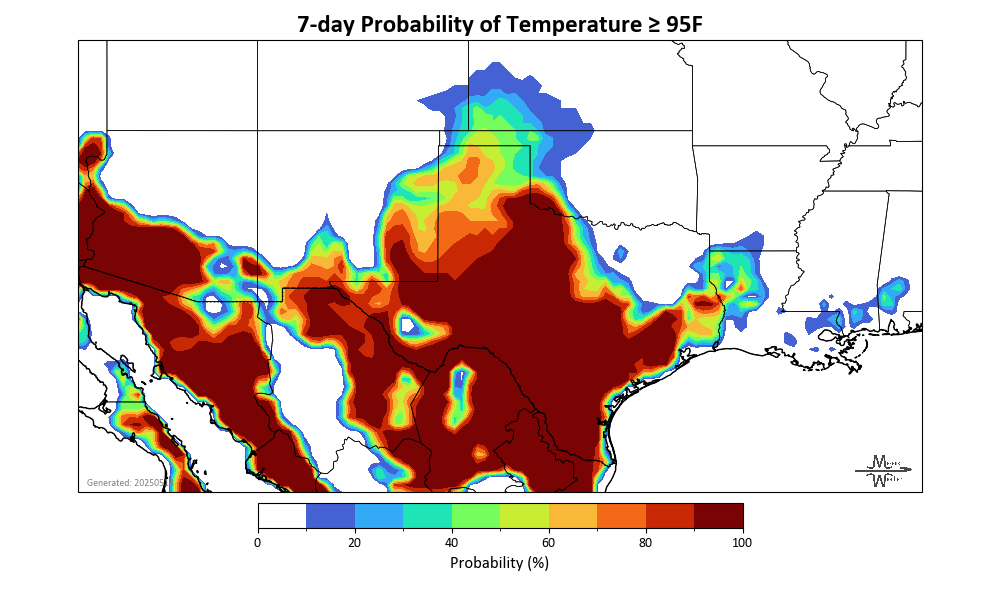 7-day Probability of Temperature ≥ 95F
Generated: 202505
0 20 40 60 80 100
Probability (%)